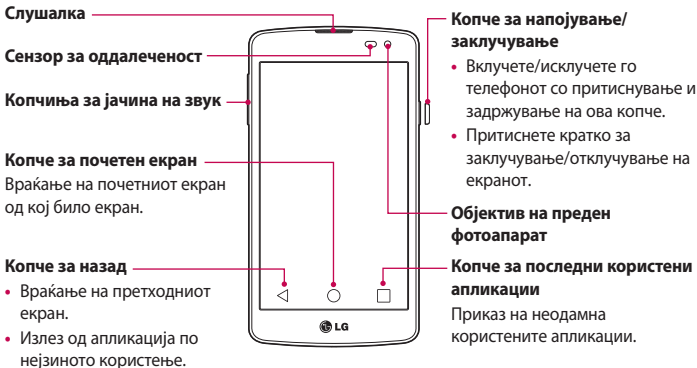 Слушалка
Сензор за оддалеченост
Копчиња за јачина на звук
Копче за почетен екран
Враќање на почетниот екран
од кој било екран.
Копче за назад
• Враќање на претходниот
екран.
• Излез од апликација по
нејзиното користење.
LG
Копче за напојување/
заклучување
• Вклучете/исклучете го
телефонот со притиснување и
задржување на ова копче.
• Притиснете кратко за
заклучување/отклучување на
екранот.
Објектив на преден
фотоапарат
Копче за последни користени
апликации
Приказ на неодамна
користените апликации.